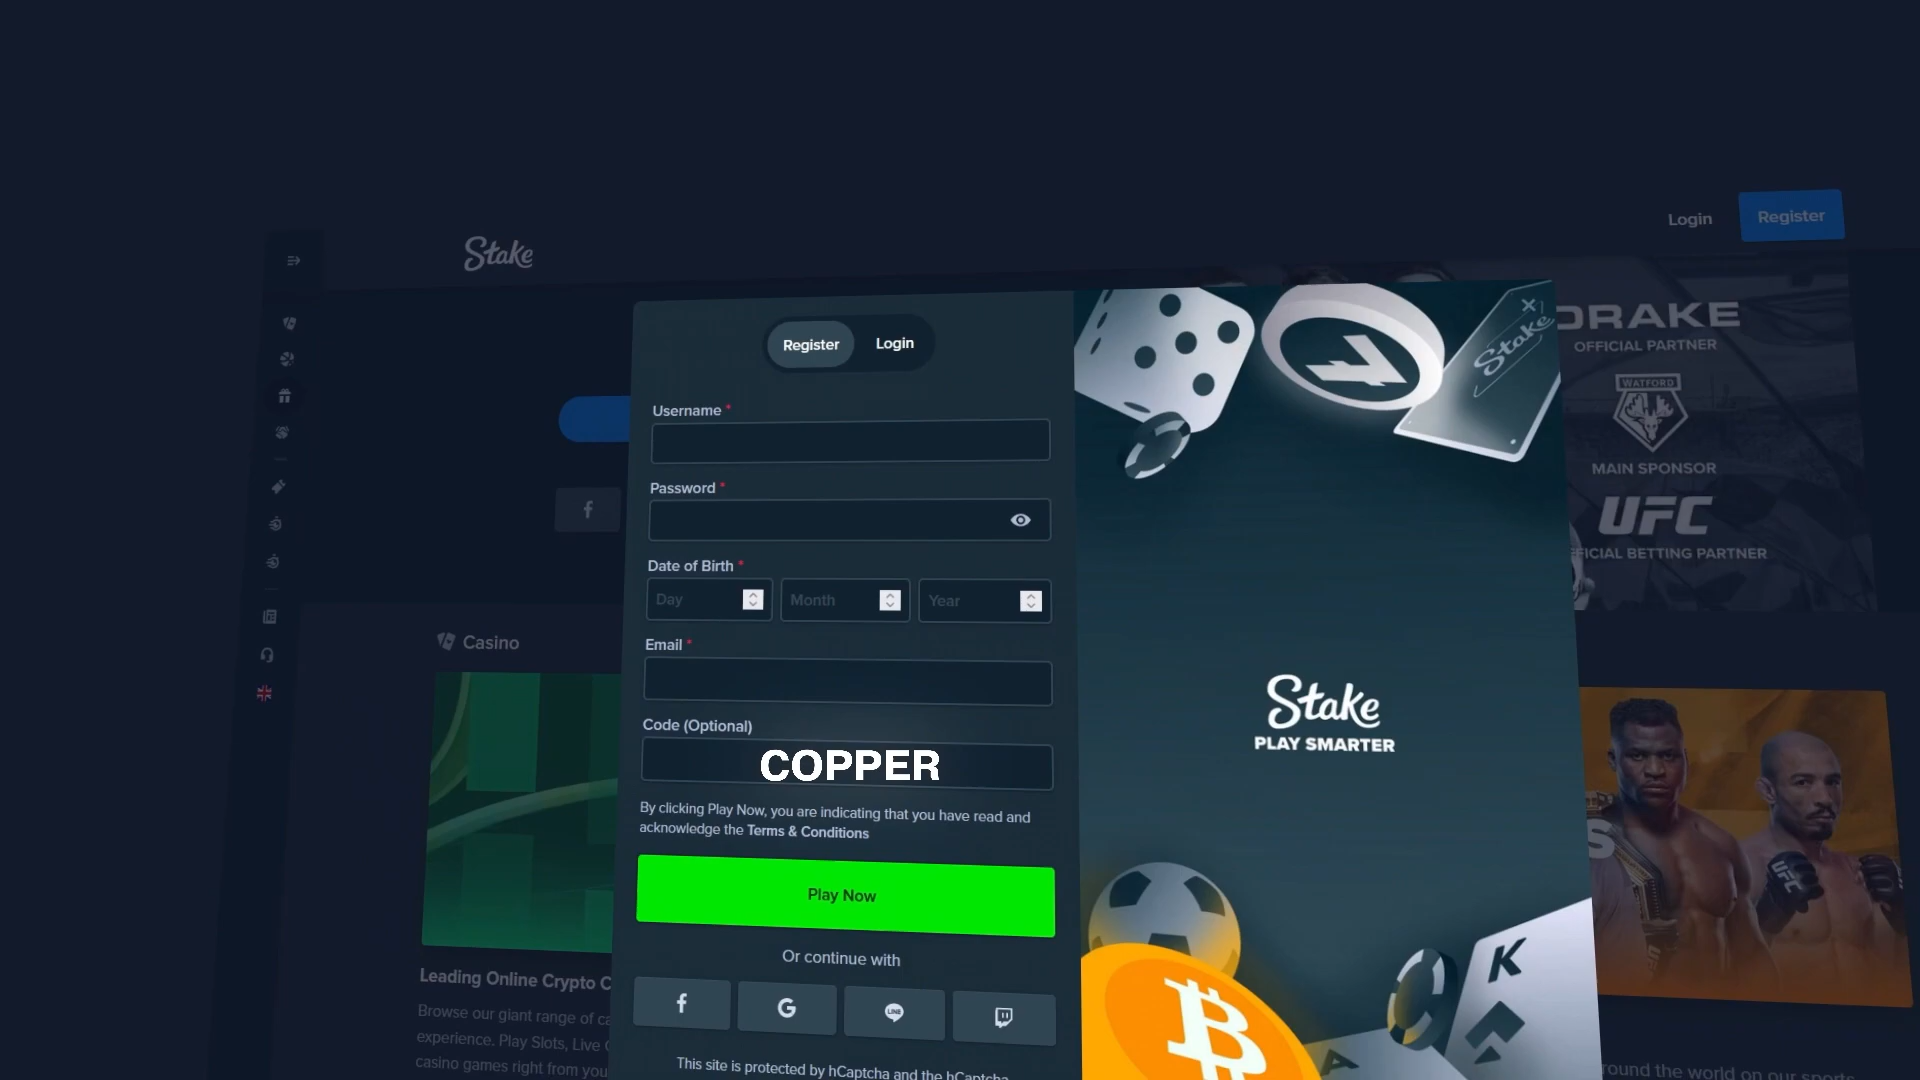 Login
Register
Stake
Register
Login
Username *
Password *
Date of Birth *
Day
Month
Year
Email *
Code (Optional)
COPPER
By clicking Play Now, you are indicating that you have read and
acknowledge the Terms & Conditions
Play Now
Or continue with
LINE
This site is protected by hCaptcha and the hCaptcha
Stake
Stake
PLAY SMARTER
K
A
DRAKE
OFFICIAL PARTNER
WATFORD
MAIN SPONSOR
UFC
FICIAL BETTING PARTNER
S
UFC
Casino
Leading Online Crypto C
Browse our giant range of ca
experience. Play Slots, Live
casino games right from you
round the world on our sports